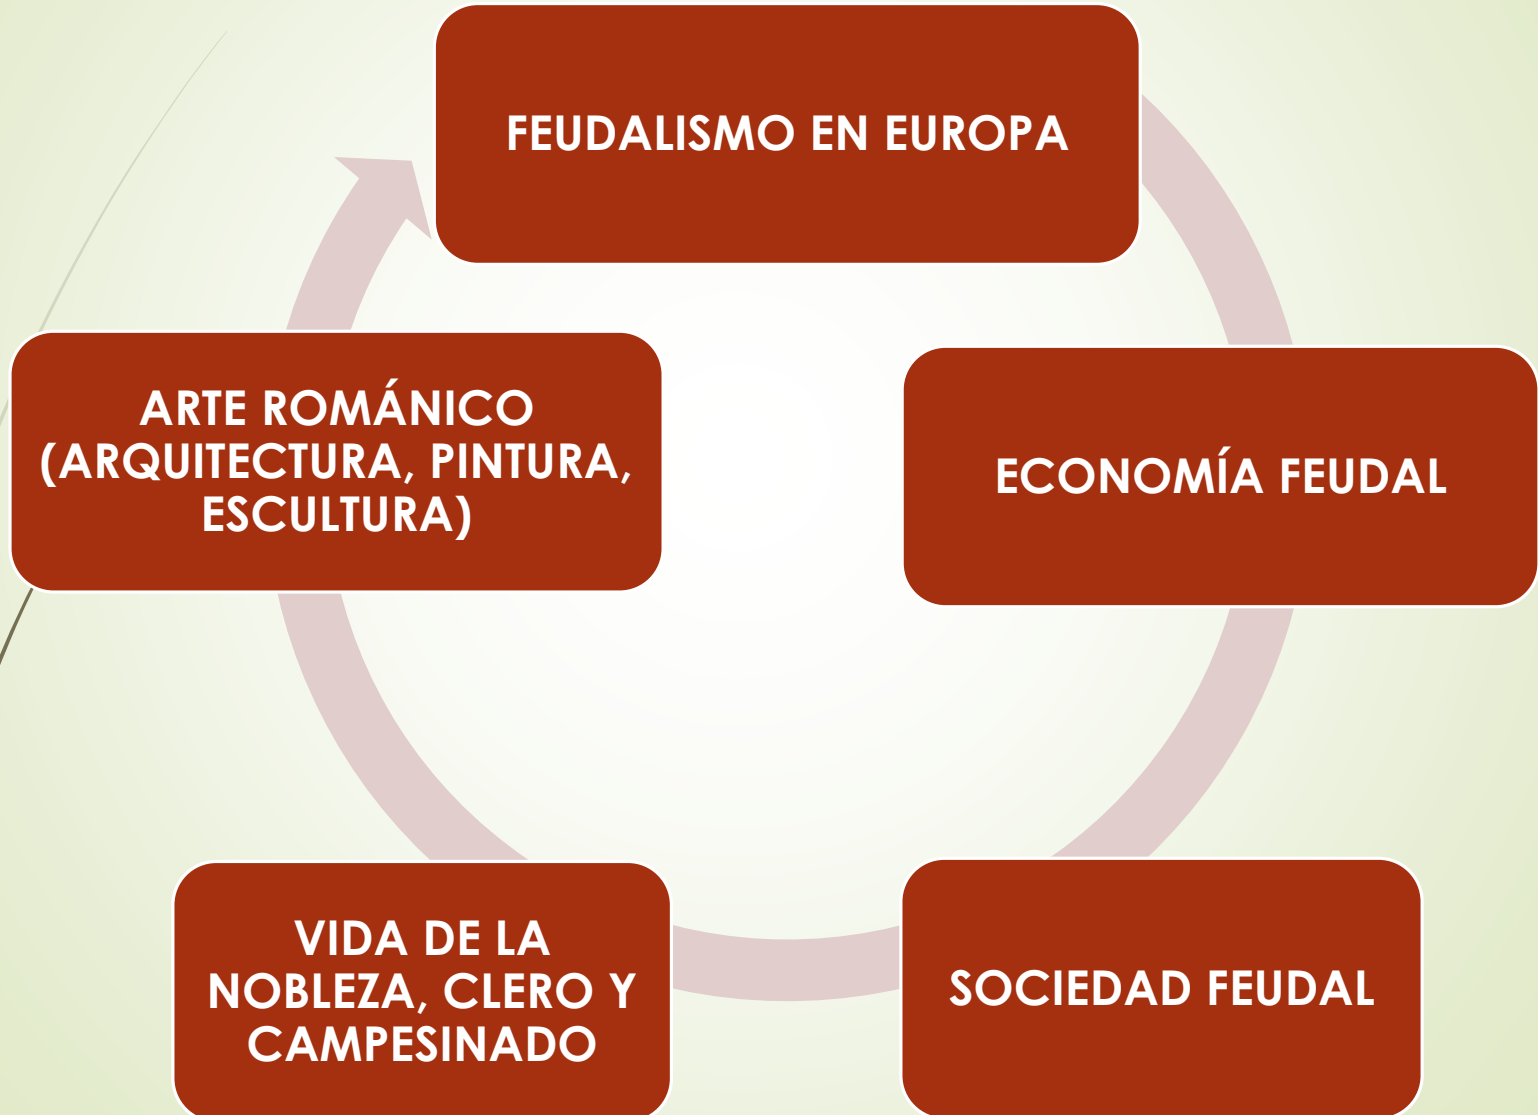 FEUDALISMO EN EUROPA
ECONOMÍA FEUDAL
SOCIEDAD FEUDAL
VIDA DE LA
NOBLEZA, CLERO Y
CAMPESINADO
ARTE ROMÁNICO
(ARQUITECTURA, PINTURA,
ESCULTURA)